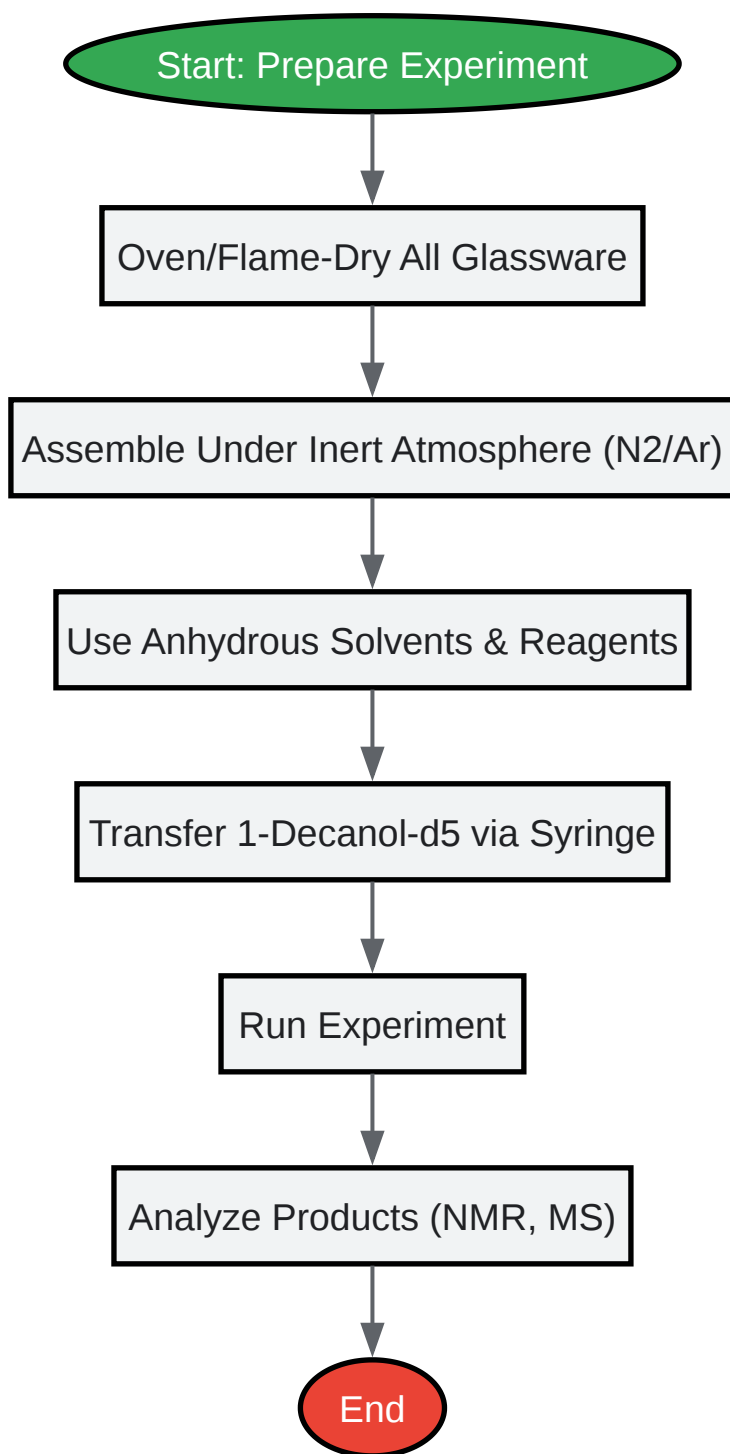 Start: Prepare Experiment
Oven/Flame-Dry All Glassware
Assemble Under Inert Atmosphere (N2/Ar)
Use Anhydrous Solvents & Reagents
Transfer 1-Decanol-d5 via Syringe
Run Experiment
Analyze Products (NMR, MS)
End